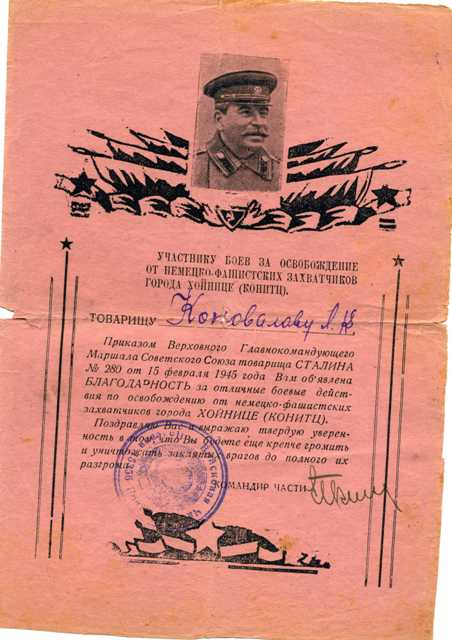 УЧАСТНИКУ БОЕВ ЗА ОСВОБОЖДЕНИЕ
ОТ НЕМЕЦКО-ФАШИСТСКИХ ЗАХВАТЧИКОВ
ГОРОДА ХОЙНИЦЕ (КОНИТЦ).
ТОВАРИЩУ Коновалову Л. К.
Приказом Верховного Главнокомандующего
Маршала Советского Союза товарища СТАЛИНА
№ 280 от 15 февраля 1945 года Вам об'явлена
БЛАГОДАРНОСТЬ за отличные боевые дейст-
вия по освобождению от немецко-фашистских
захватчиков города ХОЙНИЦЕ (КОНИТЦ).
Поздравляю Вас и выражаю твердую уверен-
ность в том, что Вы будете еще крепче громить
и уничтожать заклятых врагов до полного их
разгрома.
КОМАНДИР ЧАСТИ